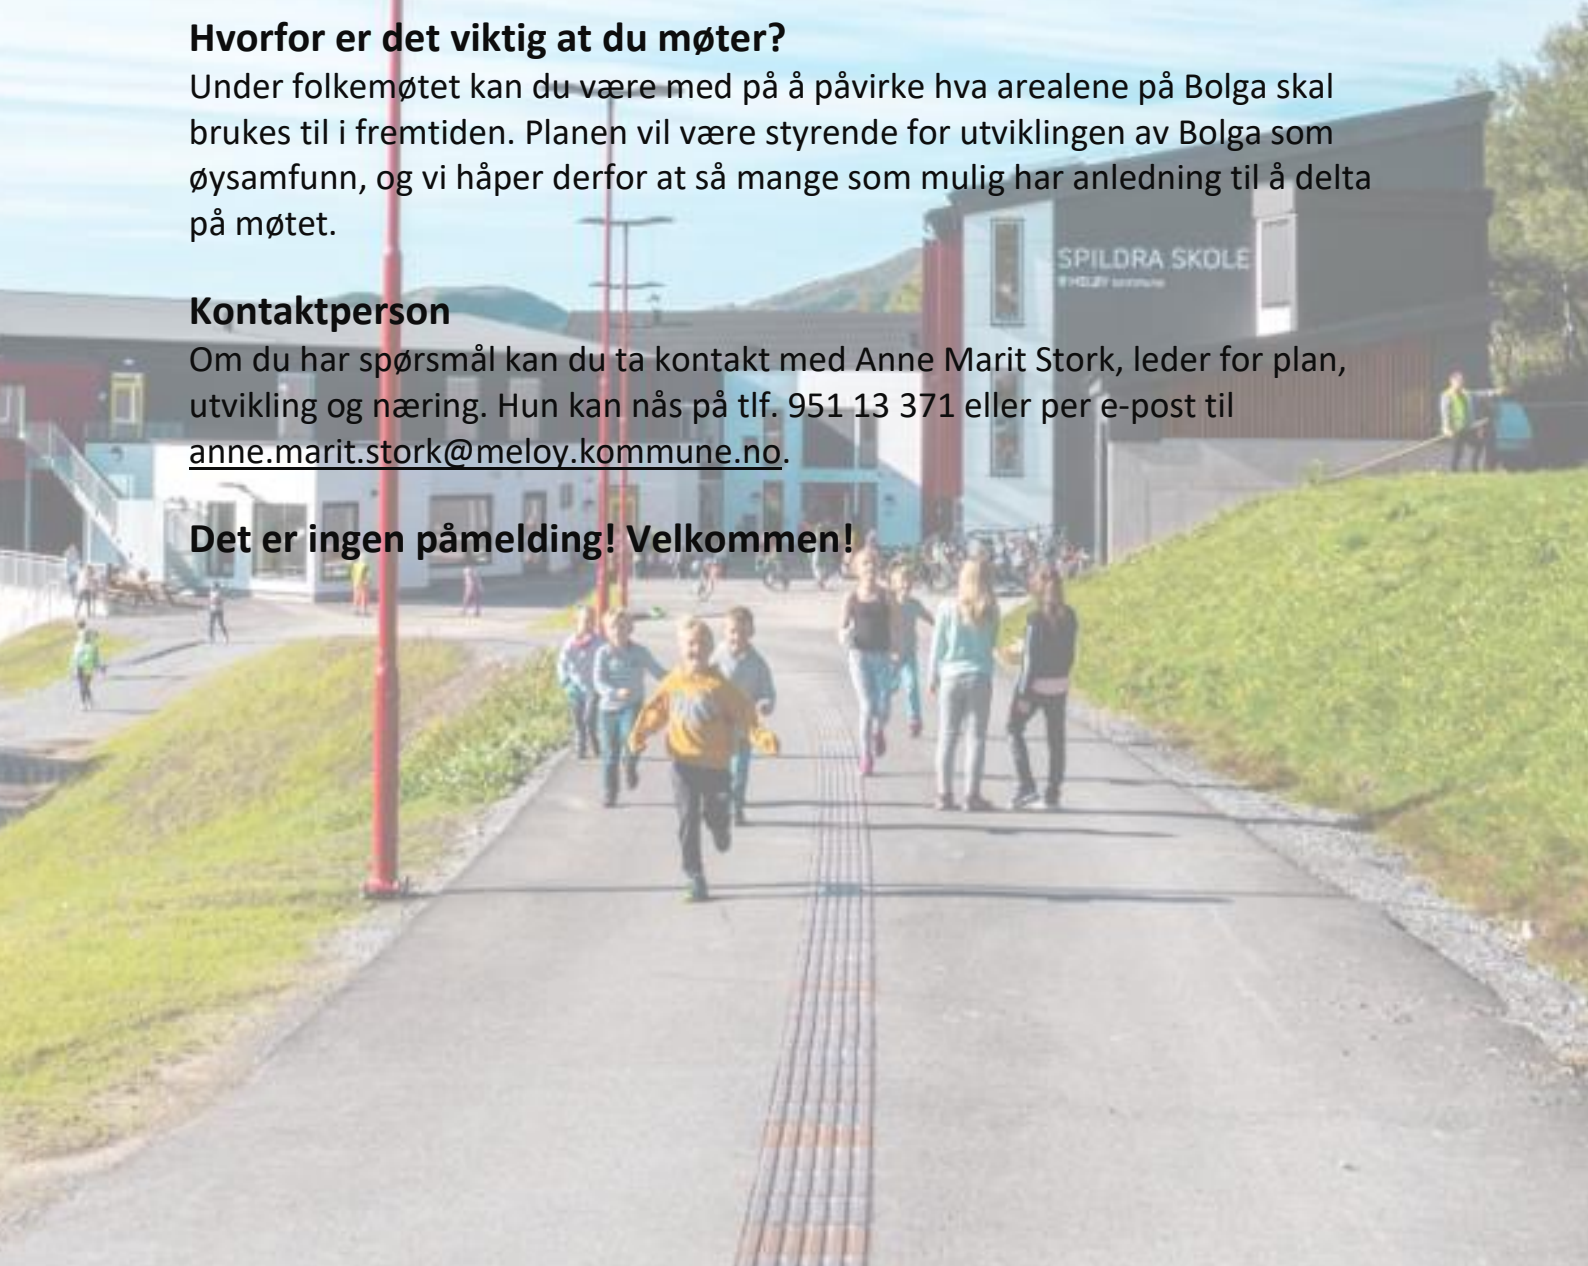 Hvorfor er det viktig at du møter?
Under folkemøtet kan du være med på å påvirke hva arealene på Bolga skal
brukes til i fremtiden. Planen vil være styrende for utviklingen av Bolga som
øysamfunn, og vi håper derfor at så mange som mulig har anledning til å delta
på møtet.
SPILDRA SKOLE
MELØY kommune
Kontaktperson
Om du har spørsmål kan du ta kontakt med Anne Marit Stork, leder for plan,
utvikling og næring. Hun kan nås på tlf. 951 13 371 eller per e-post til
anne.marit.stork@meloy.kommune.no.
Det er ingen påmelding! Velkommen!